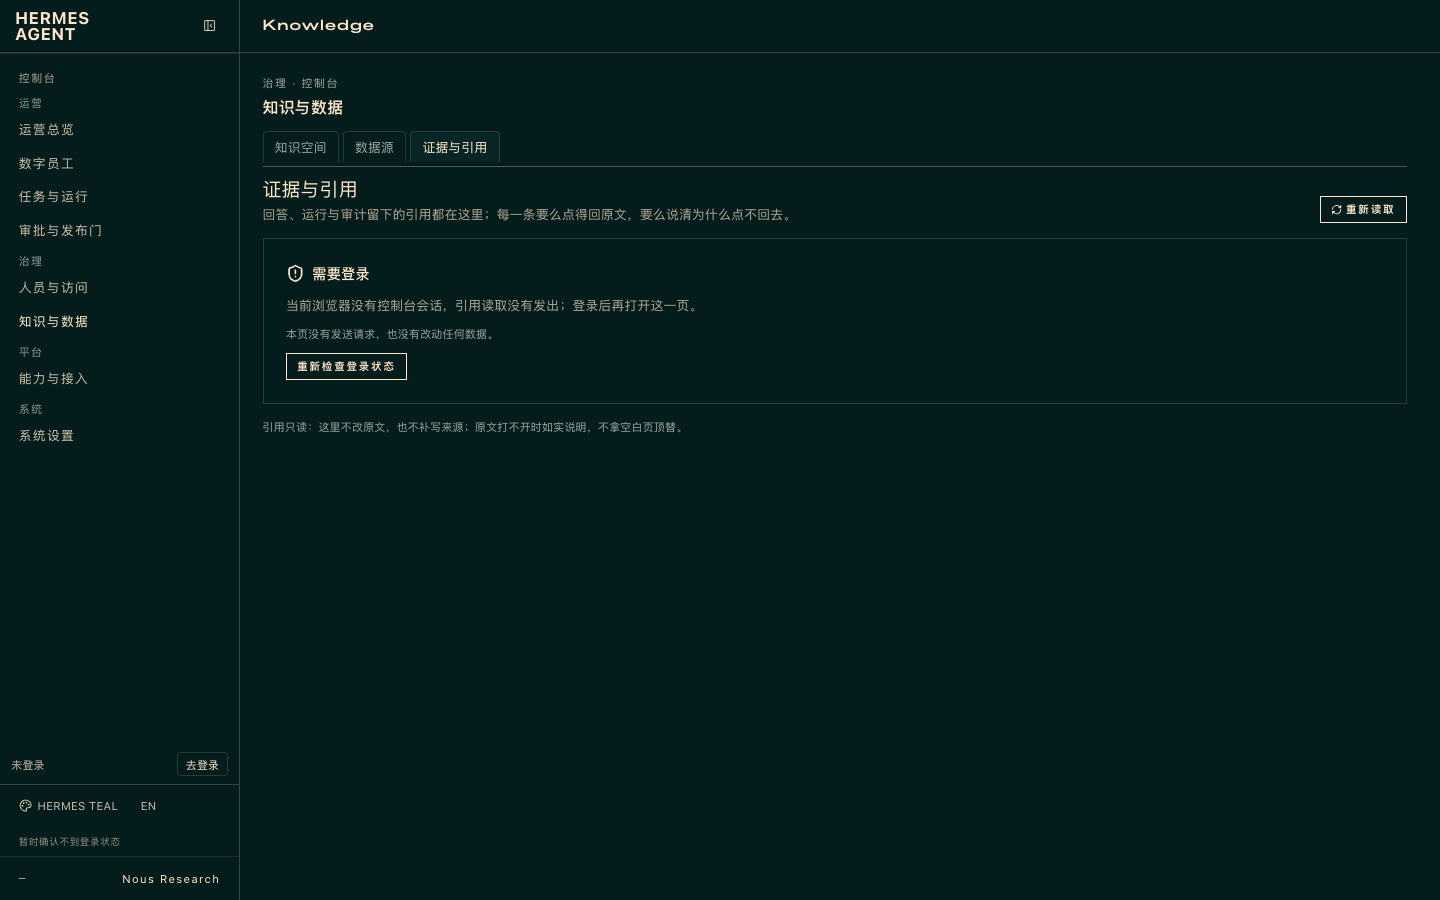 HERMES
AGENT
Knowledge
控制台
运营
运营总览
数字员工
任务与运行
审批与发布门
治理
人员与访问
知识与数据
平台
能力与接入
系统
系统设置
未登录
去登录
HERMES TEAL
EN
暂时确认不到登录状态
—
Nous Research
治理 · 控制台
知识与数据
知识空间
数据源
证据与引用
证据与引用
回答、运行与审计留下的引用都在这里；每一条要么点得回原文，要么说清为什么点不回去。
重新读取
需要登录
当前浏览器没有控制台会话，引用读取没有发出；登录后再打开这一页。
本页没有发送请求，也没有改动任何数据。
重新检查登录状态
引用只读：这里不改原文，也不补写来源；原文打不开时如实说明，不拿空白页顶替。